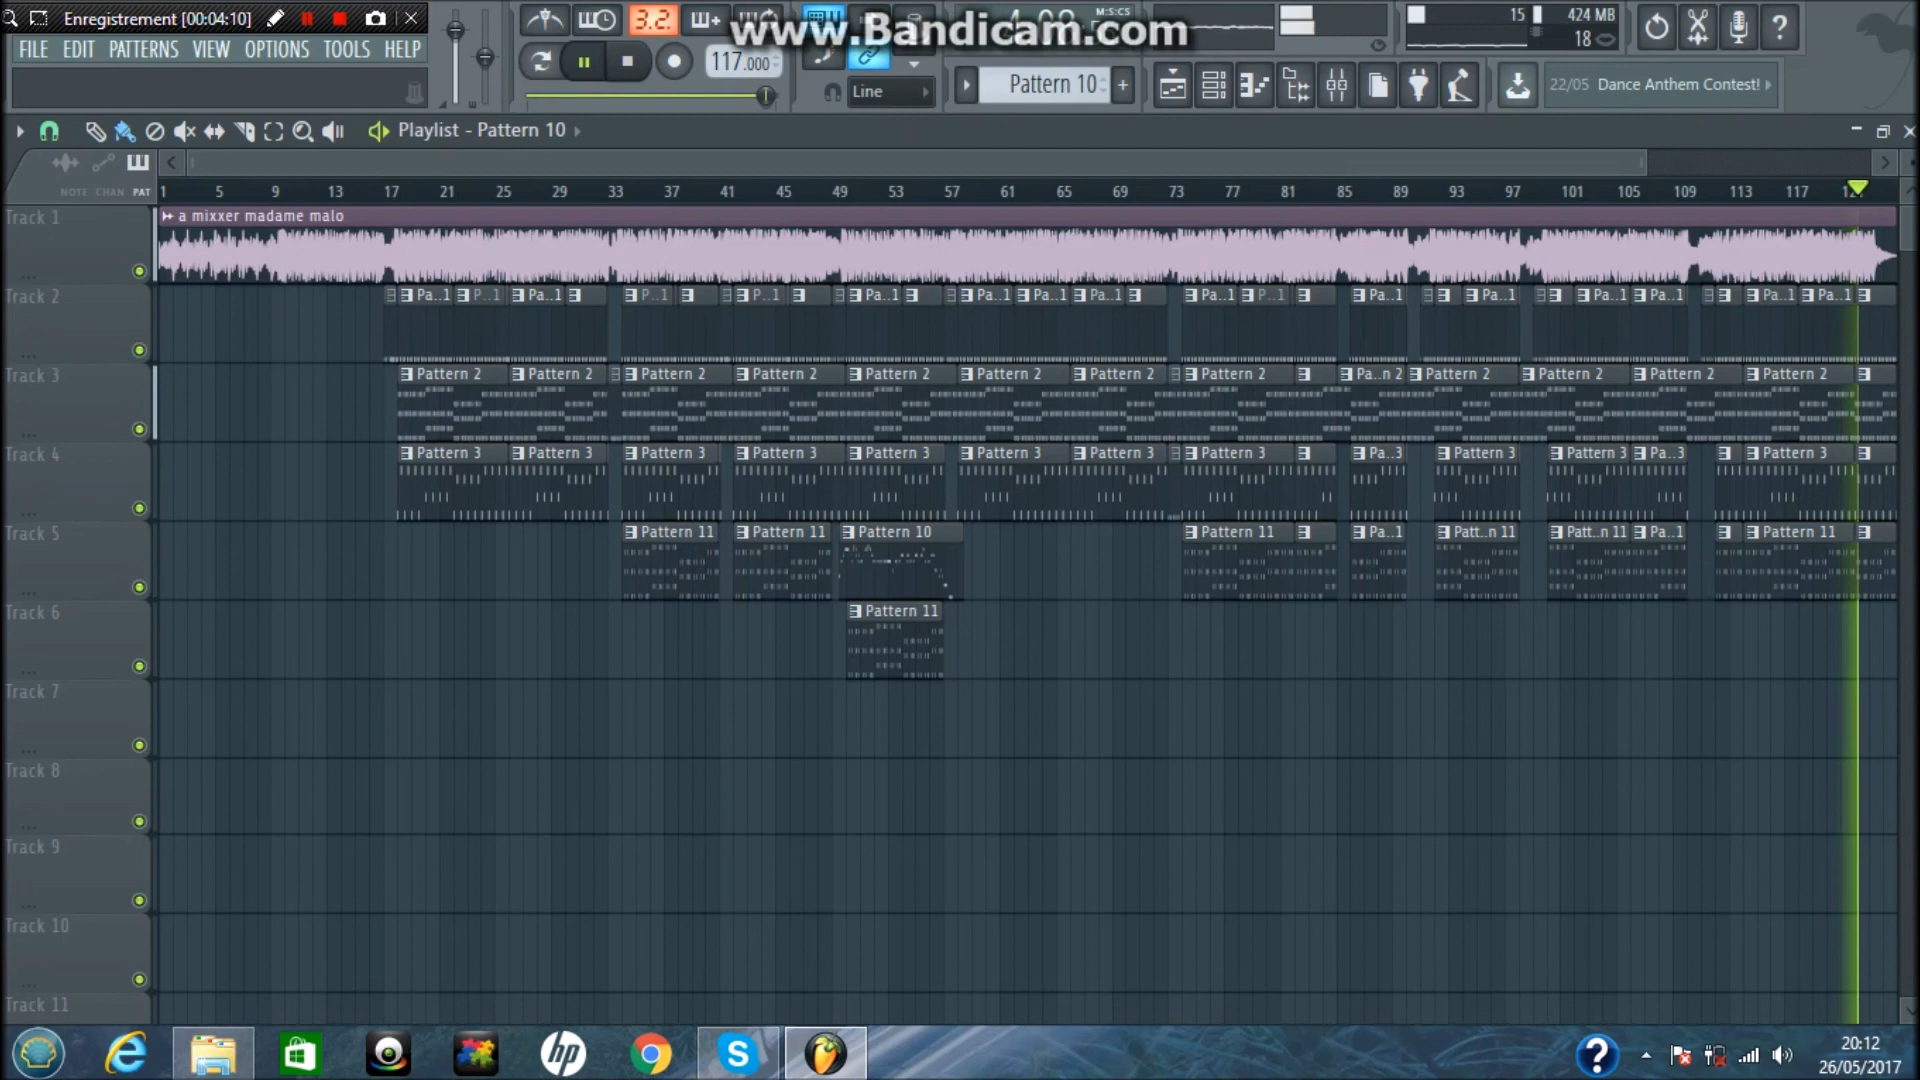 Enregistrement [00:04:10]
www.Bandicam.com
FILE EDIT PATTERNS VIEW OPTIONS TOOLS HELP
3.2.
117.000
M:S:CS
15
424 MB
18
Line
Pattern 10
22/05 Dance Anthem Contest!
Playlist - Pattern 10
NOTE CHAN PAT
1 5 9 13 17 21 25 29 33 37 41 45 49 53 57 61 65 69 73 77 81 85 89 93 97 101 105 109 113 117
Track 1
a mixxer madame malo
Track 2
Pa..1 P..1 Pa..1 P..1 P..1 Pa..1 Pa..1 Pa..1 Pa..1 Pa..1 P..1 Pa..1 Pa..1 Pa..1 Pa..1 Pa..1 Pa..1
Track 3
Pattern 2 Pattern 2 Pattern 2 Pattern 2 Pattern 2 Pattern 2 Pattern 2 Pattern 2 Pa..n 2 Pattern 2 Pattern 2 Pattern 2 Pattern 2
Track 4
Pattern 3 Pattern 3 Pattern 3 Pattern 3 Pattern 3 Pattern 3 Pattern 3 Pattern 3 Pa..3 Pattern 3 Pattern 3 Pa..3 Pattern 3
Track 5
Pattern 11 Pattern 11 Pattern 10 Pattern 11 Pa..1 Patt..n 11 Patt..n 11 Pa..1 Pattern 11
Track 6
Pattern 11
Track 7
Track 8
Track 9
Track 10
Track 11
20:12
26/05/2017